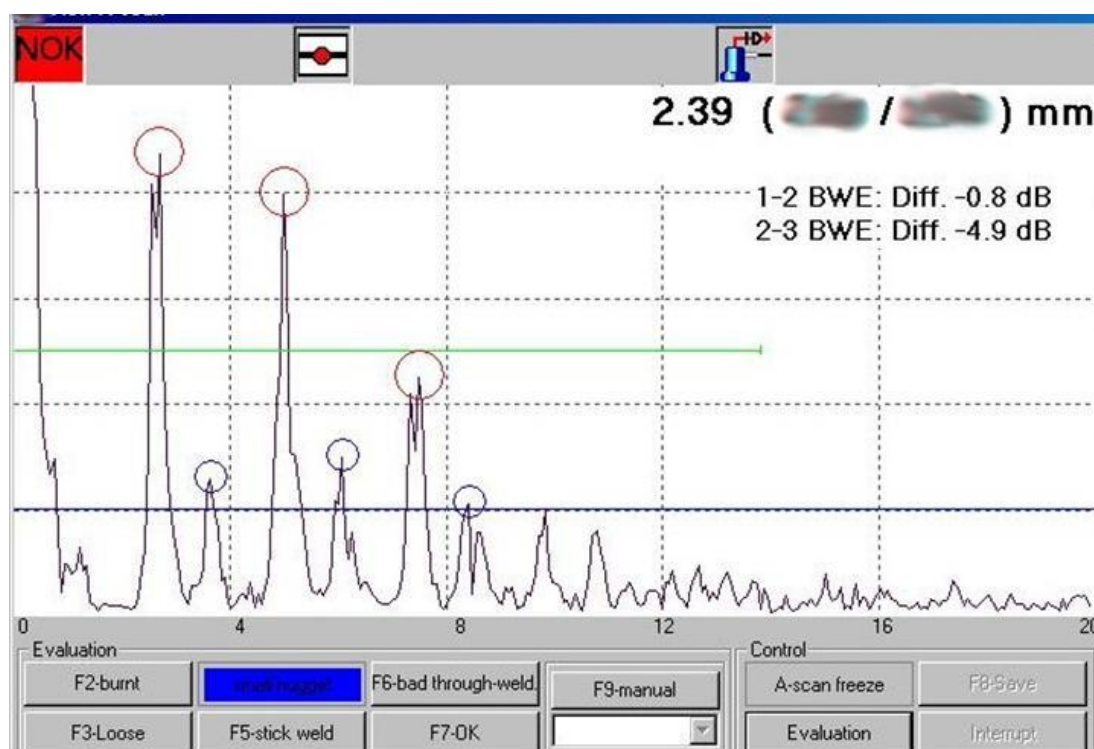 NOK
2.39 ( / ) mm
1-2 BWE: Diff. -0.8 dB
2-3 BWE: Diff. -4.9 dB
0 4 8 12 16 20
Evaluation Control
F2-burnt small nugget F6-bad through-weld. F9-manual A-scan freeze F8-Save
F3-Loose F5-stick weld F7-OK Evaluation Interrupt